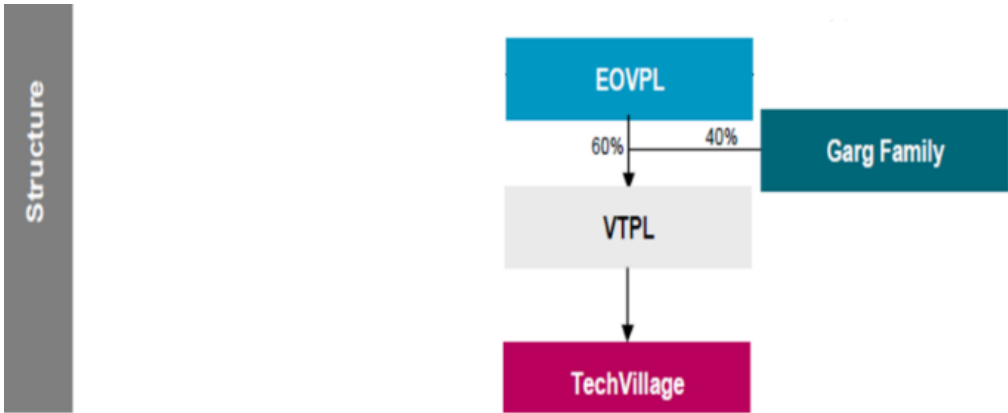 Structure
EOVPL
60%
40%
Garg Family
VTPL
TechVillage